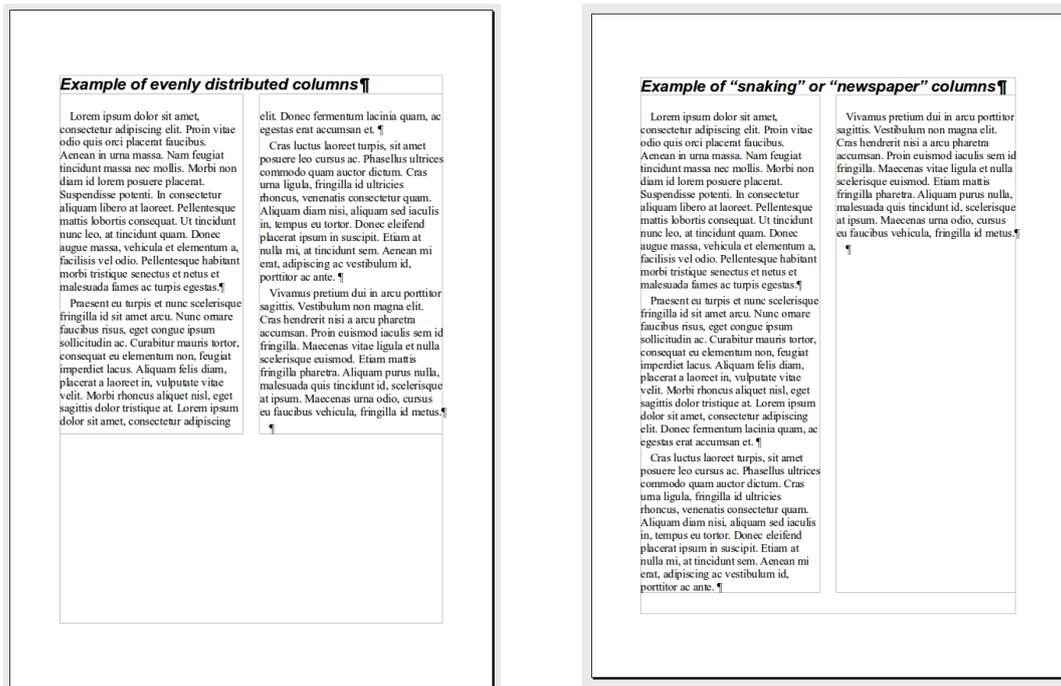 Example of evenly distributed columns¶
Lorem ipsum dolor sit amet,
consectetur adipiscing elit. Proin vitae
odio quis orci placerat faucibus.
Aenean in urna massa. Nam feugiat
tincidunt massa nec mollis. Morbi non
diam id lorem posuere placerat.
Suspendisse potenti. In consectetur
aliquam libero at laoreet. Pellentesque
mattis lobortis consequat. Ut tincidunt
nunc leo, at tincidunt quam. Donec
augue massa, vehicula et elementum a,
facilisis vel odio. Pellentesque habitant
morbi tristique senectus et netus et
malesuada fames ac turpis egestas.¶
Praesent eu turpis et nunc scelerisque
fringilla id sit amet arcu. Nunc ornare
faucibus risus, eget congue ipsum
sollicitudin ac. Curabitur mauris tortor,
consequat eu elementum non, feugiat
imperdiet lacus. Aliquam felis diam,
placerat a laoreet in, vulputate vitae
velit. Morbi rhoncus aliquet nisl, eget
sagittis dolor tristique at. Lorem ipsum
dolor sit amet, consectetur adipiscing
elit. Donec fermentum lacinia quam, ac
egestas erat accumsan et. ¶
Cras luctus laoreet turpis, sit amet
posuere leo cursus ac. Phasellus ultrices
commodo quam auctor dictum. Cras
urna ligula, fringilla id ultricies
rhoncus, venenatis consectetur quam.
Aliquam diam nisi, aliquam sed iaculis
in, tempus eu tortor. Donec eleifend
placerat ipsum in suscipit. Etiam at
nulla mi, at tincidunt sem. Aenean mi
erat, adipiscing ac vestibulum id,
porttitor ac ante. ¶
Vivamus pretium dui in arcu porttitor
sagittis. Vestibulum non magna elit.
Cras hendrerit nisi a arcu pharetra
accumsan. Proin euismod iaculis sem id
fringilla. Maecenas vitae ligula et nulla
scelerisque euismod. Etiam mattis
fringilla pharetra. Aliquam purus nulla,
malesuada quis tincidunt id, scelerisque
at ipsum. Maecenas urna odio, cursus
eu faucibus vehicula, fringilla id metus.¶
¶
Example of “snaking” or “newspaper” columns¶
Lorem ipsum dolor sit amet,
consectetur adipiscing elit. Proin vitae
odio quis orci placerat faucibus.
Aenean in urna massa. Nam feugiat
tincidunt massa nec mollis. Morbi non
diam id lorem posuere placerat.
Suspendisse potenti. In consectetur
aliquam libero at laoreet. Pellentesque
mattis lobortis consequat. Ut tincidunt
nunc leo, at tincidunt quam. Donec
augue massa, vehicula et elementum a,
facilisis vel odio. Pellentesque habitant
morbi tristique senectus et netus et
malesuada fames ac turpis egestas.¶
Praesent eu turpis et nunc scelerisque
fringilla id sit amet arcu. Nunc ornare
faucibus risus, eget congue ipsum
sollicitudin ac. Curabitur mauris tortor,
consequat eu elementum non, feugiat
imperdiet lacus. Aliquam felis diam,
placerat a laoreet in, vulputate vitae
velit. Morbi rhoncus aliquet nisl, eget
sagittis dolor tristique at. Lorem ipsum
dolor sit amet, consectetur adipiscing
elit. Donec fermentum lacinia quam, ac
egestas erat accumsan et. ¶
Cras luctus laoreet turpis, sit amet
posuere leo cursus ac. Phasellus ultrices
commodo quam auctor dictum. Cras
urna ligula, fringilla id ultricies
rhoncus, venenatis consectetur quam.
Aliquam diam nisi, aliquam sed iaculis
in, tempus eu tortor. Donec eleifend
placerat ipsum in suscipit. Etiam at
nulla mi, at tincidunt sem. Aenean mi
erat, adipiscing ac vestibulum id,
porttitor ac ante. ¶
Vivamus pretium dui in arcu porttitor
sagittis. Vestibulum non magna elit.
Cras hendrerit nisi a arcu pharetra
accumsan. Proin euismod iaculis sem id
fringilla. Maecenas vitae ligula et nulla
scelerisque euismod. Etiam mattis
fringilla pharetra. Aliquam purus nulla,
malesuada quis tincidunt id, scelerisque
at ipsum. Maecenas urna odio, cursus
eu faucibus vehicula, fringilla id metus.¶
¶